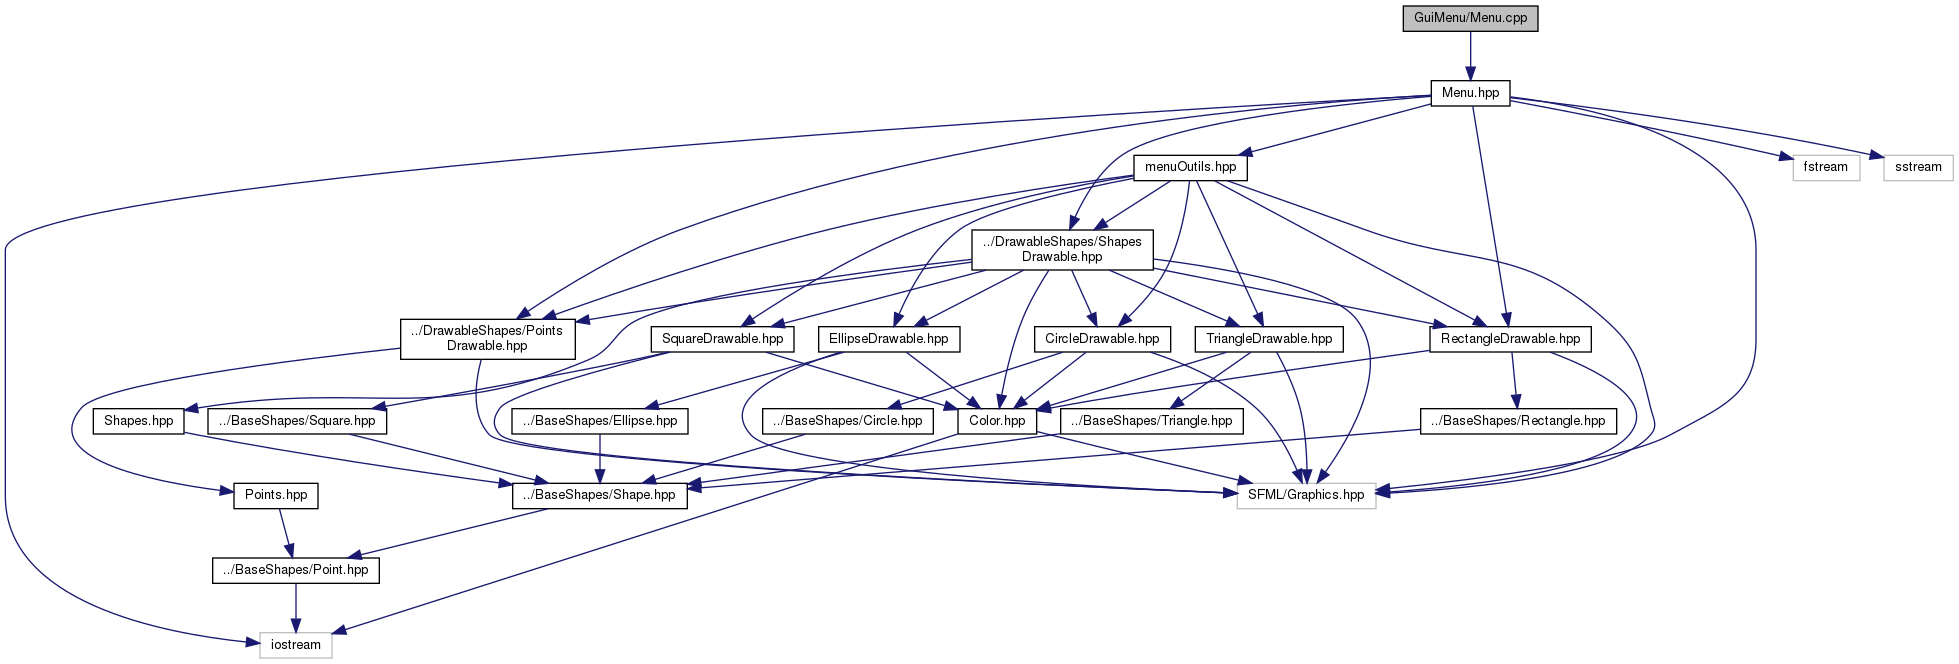 GuiMenu/Menu.cpp
Menu.hpp
menuOutils.hpp
fstream
sstream
../DrawableShapes/Shapes
Drawable.hpp
../DrawableShapes/Points
Drawable.hpp
SquareDrawable.hpp
EllipseDrawable.hpp
CircleDrawable.hpp
TriangleDrawable.hpp
RectangleDrawable.hpp
Shapes.hpp
../BaseShapes/Square.hpp
../BaseShapes/Ellipse.hpp
../BaseShapes/Circle.hpp
Color.hpp
../BaseShapes/Triangle.hpp
../BaseShapes/Rectangle.hpp
Points.hpp
../BaseShapes/Shape.hpp
SFML/Graphics.hpp
../BaseShapes/Point.hpp
iostream